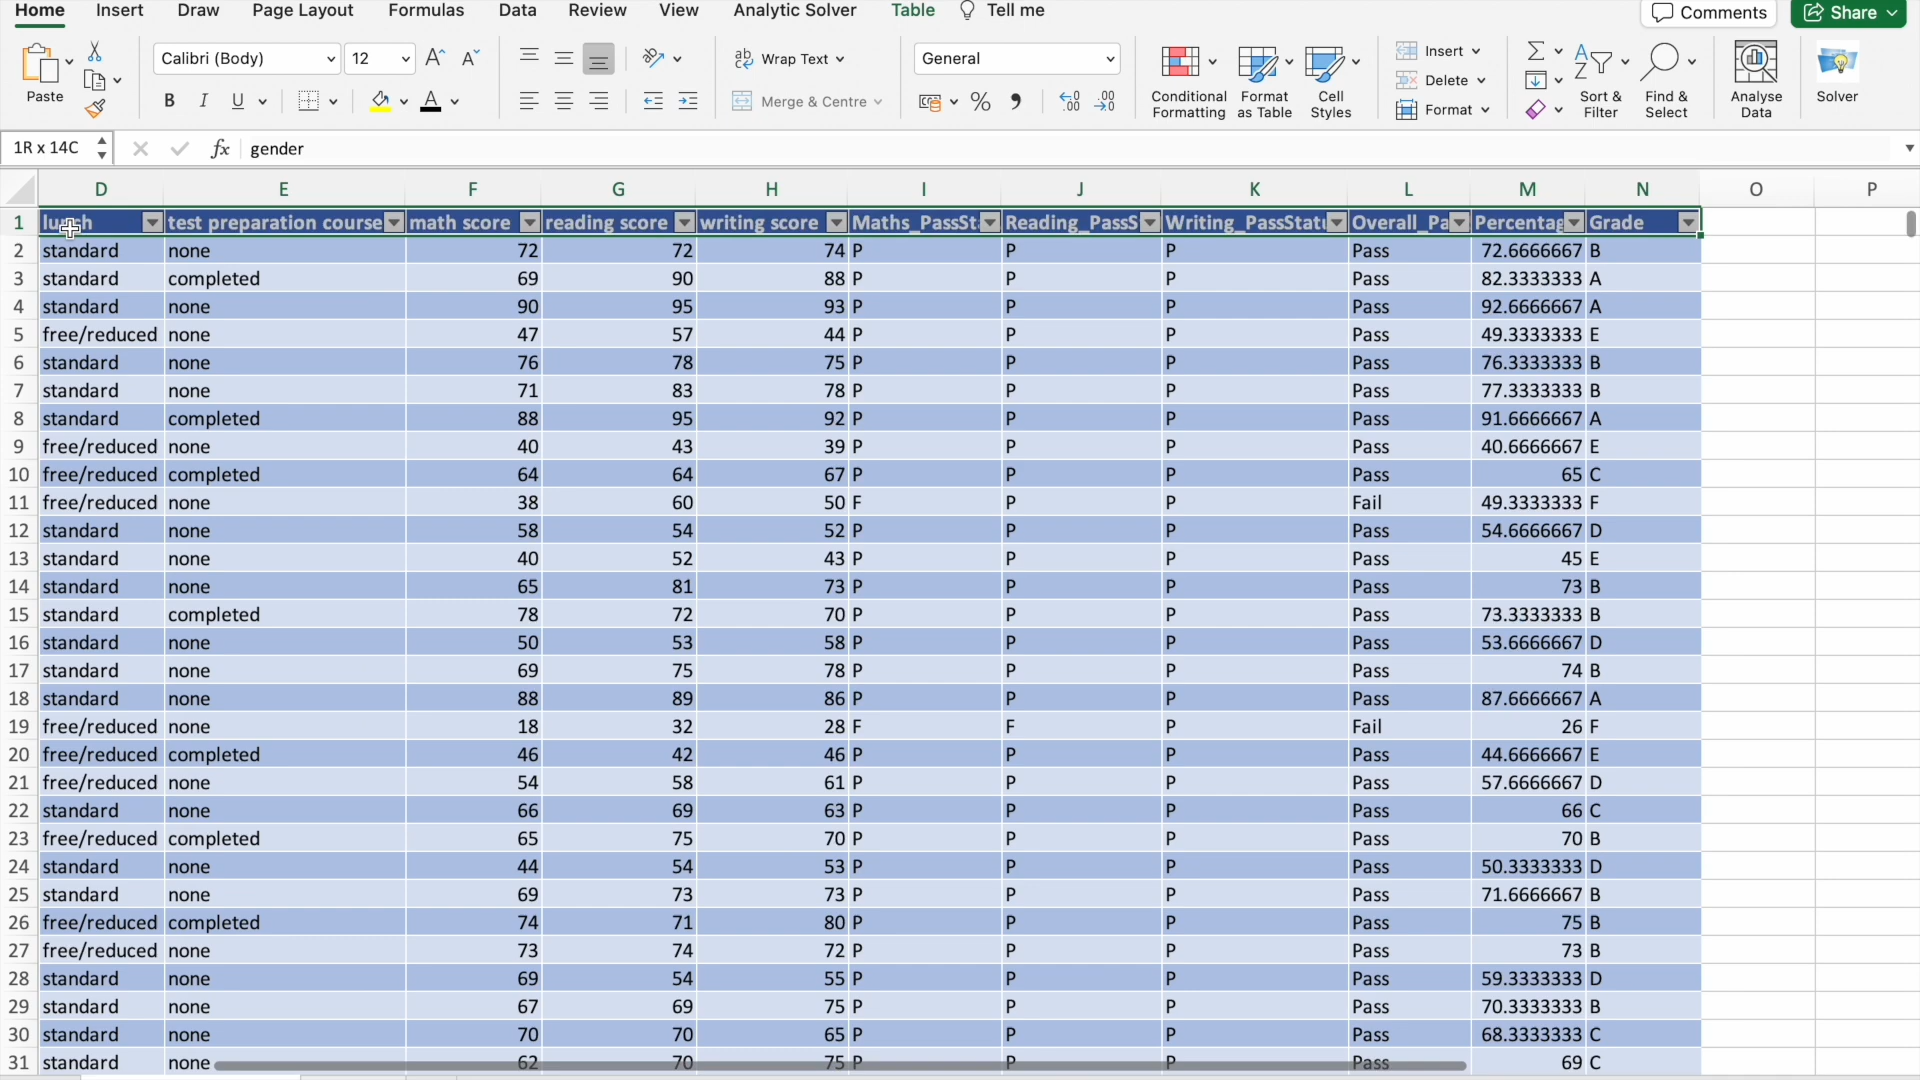 Home Insert Draw Page Layout Formulas Data Review View Analytic Solver Table Tell me Comments Share
Calibri (Body) 12 Wrap Text General Insert
Paste B I U Merge & Centre Conditional Formatting Format as Table Cell Styles Delete Format Sort & Filter Find & Select Analyse Data Solver
1R x 14C fx gender
D E F G H I J K L M N O P
1 lunch test preparation course math score reading score writing score Maths_PassSt Reading_PassS Writing_PassStatu Overall_Pa Percentag Grade
2 standard none 72 72 74 P P P Pass 72.6666667 B
3 standard completed 69 90 88 P P P Pass 82.3333333 A
4 standard none 90 95 93 P P P Pass 92.6666667 A
5 free/reduced none 47 57 44 P P P Pass 49.3333333 E
6 standard none 76 78 75 P P P Pass 76.3333333 B
7 standard none 71 83 78 P P P Pass 77.3333333 B
8 standard completed 88 95 92 P P P Pass 91.6666667 A
9 free/reduced none 40 43 39 P P P Pass 40.6666667 E
10 free/reduced completed 64 64 67 P P P Pass 65 C
11 free/reduced none 38 60 50 F P P Fail 49.3333333 F
12 standard none 58 54 52 P P P Pass 54.6666667 D
13 standard none 40 52 43 P P P Pass 45 E
14 standard none 65 81 73 P P P Pass 73 B
15 standard completed 78 72 70 P P P Pass 73.3333333 B
16 standard none 50 53 58 P P P Pass 53.6666667 D
17 standard none 69 75 78 P P P Pass 74 B
18 standard none 88 89 86 P P P Pass 87.6666667 A
19 free/reduced none 18 32 28 F F P Fail 26 F
20 free/reduced completed 46 42 46 P P P Pass 44.6666667 E
21 free/reduced none 54 58 61 P P P Pass 57.6666667 D
22 standard none 66 69 63 P P P Pass 66 C
23 free/reduced completed 65 75 70 P P P Pass 70 B
24 standard none 44 54 53 P P P Pass 50.3333333 D
25 standard none 69 73 73 P P P Pass 71.6666667 B
26 free/reduced completed 74 71 80 P P P Pass 75 B
27 free/reduced none 73 74 72 P P P Pass 73 B
28 standard none 69 54 55 P P P Pass 59.3333333 D
29 standard none 67 69 75 P P P Pass 70.3333333 B
30 standard none 70 70 65 P P P Pass 68.3333333 C
31 standard none 62 70 75 P P P Pass 69 C